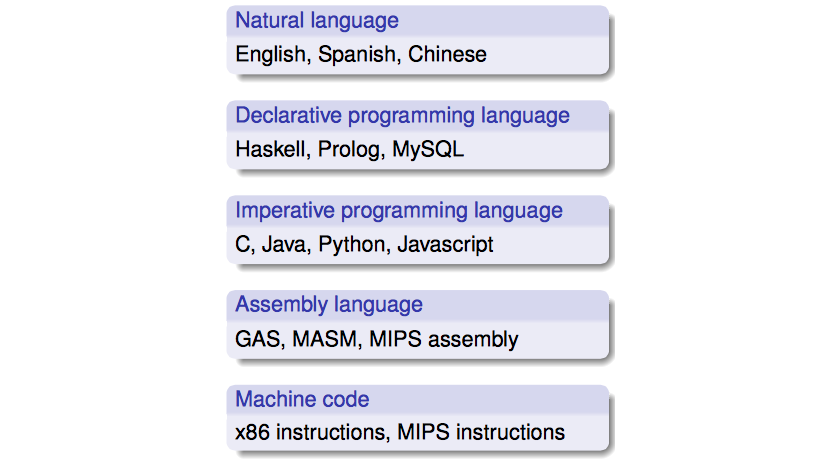 Natural language
English, Spanish, Chinese
Declarative programming language
Haskell, Prolog, MySQL
Imperative programming language
C, Java, Python, Javascript
Assembly language
GAS, MASM, MIPS assembly
Machine code
x86 instructions, MIPS instructions